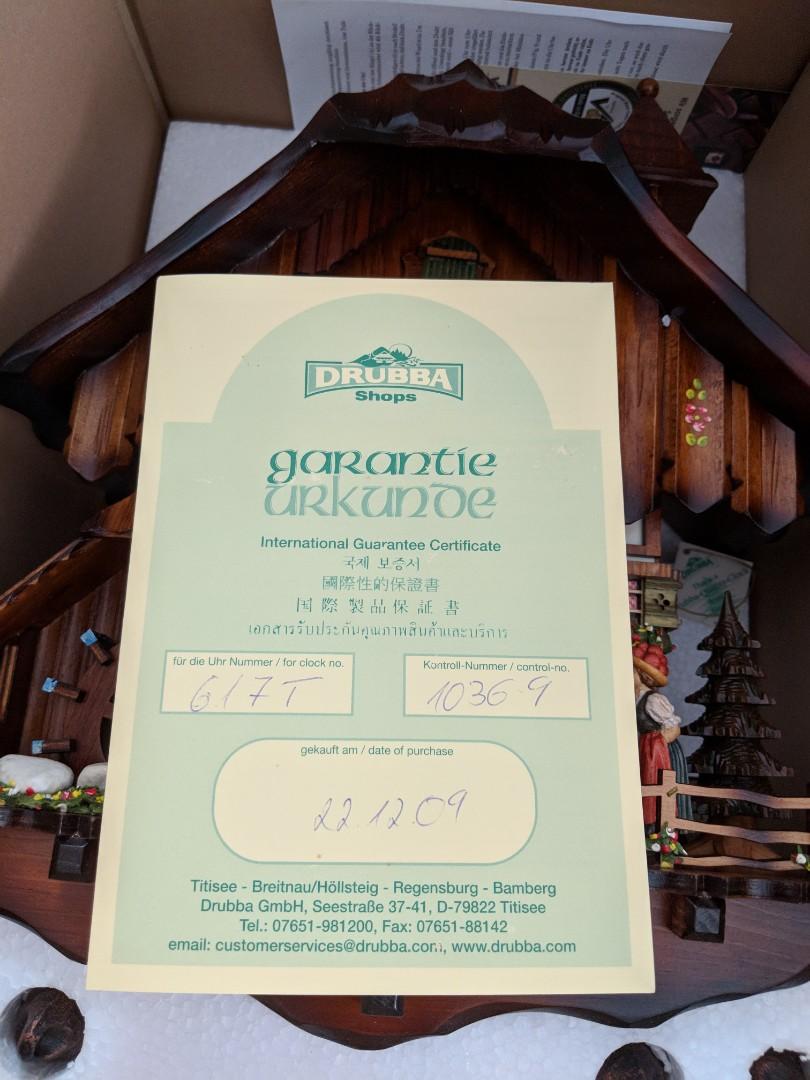 DRUBBA
Shops
garantie
urkunde
International Guarantee Certificate
국제 보증서
國際性的保證書
国際製品保証書
เอกสารรับประกันคุณภาพสินค้าและบริการ
für die Uhr Nummer / for clock no.
617T
Kontroll-Nummer / control-no.
1036-9
gekauft am / date of purchase
22.12.09
Titisee - Breitnau/Höllsteig - Regensburg - Bamberg
Drubba GmbH, Seestraße 37-41, D-79822 Titisee
Tel.: 07651-981200, Fax: 07651-88142
email: customerservices@drubba.com, www.drubba.com